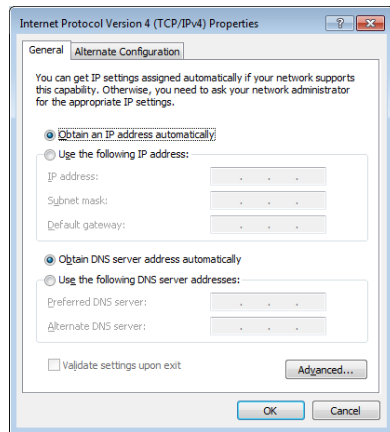 Internet Protocol Version 4 (TCP/IPv4) Properties
General
Alternate Configuration
You can get IP settings assigned automatically if your network supports
this capability. Otherwise, you need to ask your network administrator
for the appropriate IP settings.
Obtain an IP address automatically
Use the following IP address:
IP address:
Subnet mask:
Default gateway:
Obtain DNS server address automatically
Use the following DNS server addresses:
Preferred DNS server:
Alternate DNS server:
Validate settings upon exit
Advanced...
OK
Cancel